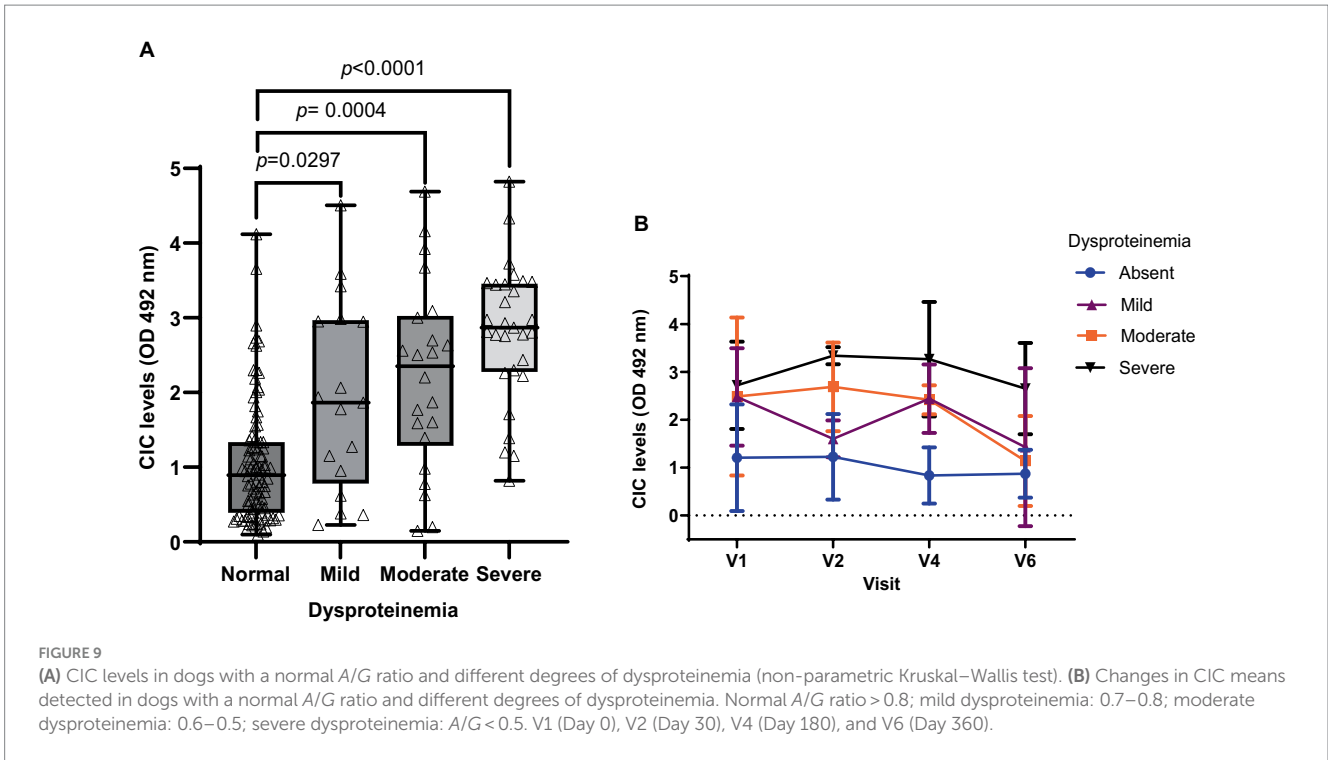 A
p<0.0001
p= 0.0004
p=0.0297
5
4
3
2
1
0
CIC levels (OD 492 nm)
Normal Mild Moderate Severe
Dysproteinemia
B
5
4
3
2
1
0
CIC levels (OD 492 nm)
V1 V2 V4 V6
Visit
Dysproteinemia
Absent
Mild
Moderate
Severe
FIGURE 9
(A) CIC levels in dogs with a normal A/G ratio and different degrees of dysproteinemia (non-parametric Kruskal–Wallis test). (B) Changes in CIC means
detected in dogs with a normal A/G ratio and different degrees of dysproteinemia. Normal A/G ratio > 0.8; mild dysproteinemia: 0.7–0.8; moderate
dysproteinemia: 0.6–0.5; severe dysproteinemia: A/G < 0.5. V1 (Day 0), V2 (Day 30), V4 (Day 180), and V6 (Day 360).